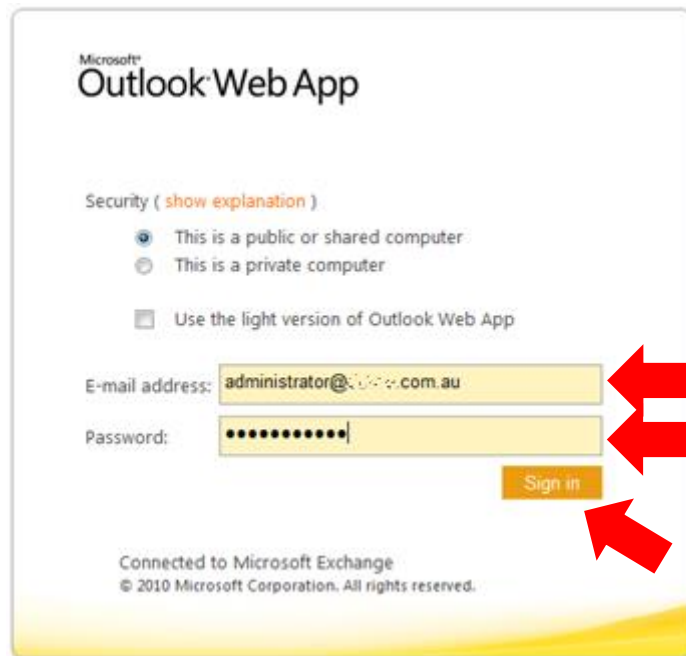 Microsoft®
Outlook Web App
Security ( show explanation )
This is a public or shared computer
This is a private computer
Use the light version of Outlook Web App
E-mail address: administrator@ .com.au
Password: •••••••••••
Sign in
Connected to Microsoft Exchange
© 2010 Microsoft Corporation. All rights reserved.